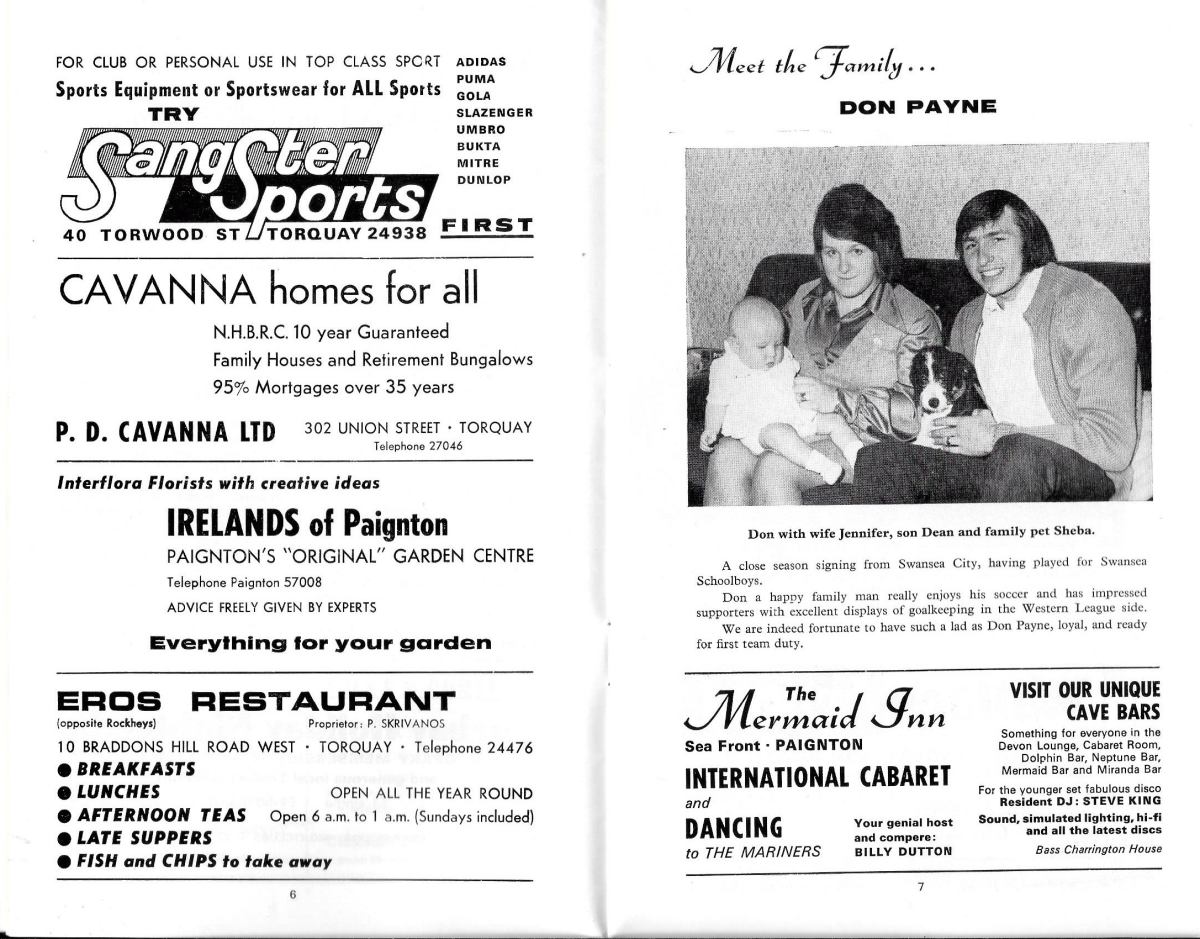 FOR CLUB OR PERSONAL USE IN TOP CLASS SPORT
Sports Equipment or Sportswear for ALL Sports
TRY
Sangster
Sports
40 TORWOOD ST TORQUAY 24938
ADIDAS
PUMA
GOLA
SLAZENGER
UMBRO
BUKTA
MITRE
DUNLOP
FIRST
CAVANNA homes for all
N.H.B.R.C. 10 year Guaranteed
Family Houses and Retirement Bungalows
95% Mortgages over 35 years
P. D. CAVANNA LTD 302 UNION STREET · TORQUAY
Telephone 27046
Interflora Florists with creative ideas
IRELANDS of Paignton
PAIGNTON'S "ORIGINAL" GARDEN CENTRE
Telephone Paignton 57008
ADVICE FREELY GIVEN BY EXPERTS
Everything for your garden
EROS RESTAURANT
(opposite Rockheys) Proprietor: P. SKRIVANOS
10 BRADDONS HILL ROAD WEST · TORQUAY · Telephone 24476
● BREAKFASTS
● LUNCHES OPEN ALL THE YEAR ROUND
● AFTERNOON TEAS Open 6 a.m. to 1 a.m. (Sundays included)
● LATE SUPPERS
● FISH and CHIPS to take away
6
Meet the Family...
DON PAYNE
Don with wife Jennifer, son Dean and family pet Sheba.
A close season signing from Swansea City, having played for Swansea
Schoolboys.
Don a happy family man really enjoys his soccer and has impressed
supporters with excellent displays of goalkeeping in the Western League side.
We are indeed fortunate to have such a lad as Don Payne, loyal, and ready
for first team duty.
The
Mermaid Inn
Sea Front · PAIGNTON
INTERNATIONAL CABARET
and
DANCING
to THE MARINERS
Your genial host
and compere:
BILLY DUTTON
VISIT OUR UNIQUE
CAVE BARS
Something for everyone in the
Devon Lounge, Cabaret Room,
Dolphin Bar, Neptune Bar,
Mermaid Bar and Miranda Bar
For the younger set fabulous disco
Resident DJ: STEVE KING
Sound, simulated lighting, hi-fi
and all the latest discs
Bass Charrington House
7